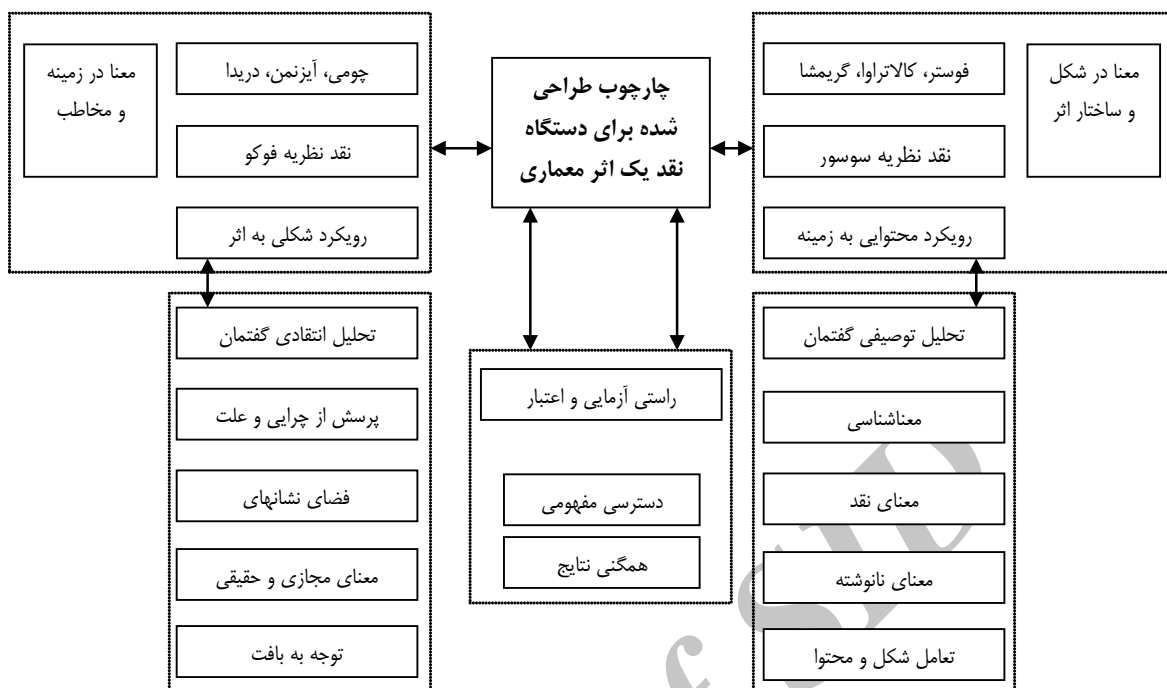 معنا در شکل
و ساختار اثر
فوستر، کالاتراوا، گریمشا
نقد نظریه سوسور
رویکرد محتوایی به زمینه
چارچوب طراحی
شده برای دستگاه
نقد یک اثر معماری
چومی، آیزنمن، دریدا
نقد نظریه فوکو
رویکرد شکلی به اثر
معنا در زمینه
و مخاطب
تحلیل توصیفی گفتمان
معناشناسی
معنای نقد
معنای نانوشته
تعامل شکل و محتوا
راستی آزمایی و اعتبار
دسترسی مفهومی
همگنی نتایج
تحلیل انتقادی گفتمان
پرسش از چرایی و علت
فضای نشانهای
معنای مجازی و حقیقی
توجه به بافت
f SID